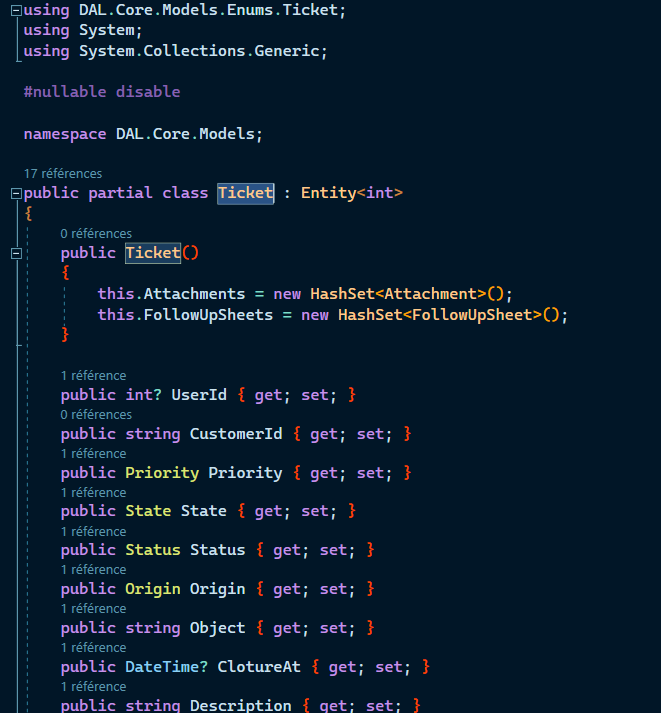 using DAL.Core.Models.Enums.Ticket;
using System;
using System.Collections.Generic;
#nullable disable
namespace DAL.Core.Models;
17 références
public partial class Ticket : Entity<int>
{
0 références
public Ticket()
{
this.Attachments = new HashSet<Attachment>();
this.FollowUpSheets = new HashSet<FollowUpSheet>();
}
1 référence
public int? UserId { get; set; }
0 références
public string CustomerId { get; set; }
1 référence
public Priority Priority { get; set; }
1 référence
public State State { get; set; }
1 référence
public Status Status { get; set; }
1 référence
public Origin Origin { get; set; }
1 référence
public string Object { get; set; }
1 référence
public DateTime? ClotureAt { get; set; }
1 référence
public string Description { get; set; }